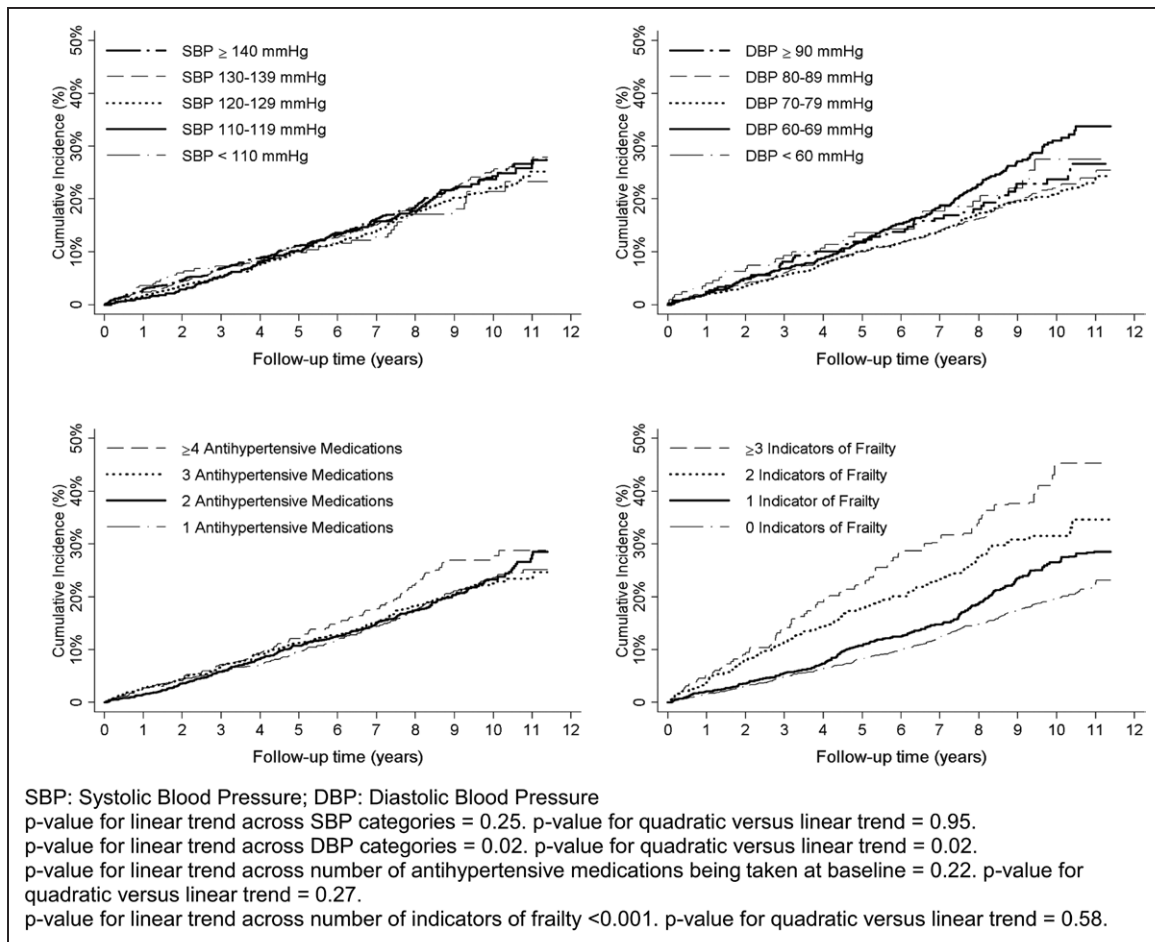 50%
40%
30%
20%
10%
0
Cumulative Incidence (%)
SBP ≥ 140 mmHg
SBP 130-139 mmHg
SBP 120-129 mmHg
SBP 110-119 mmHg
SBP < 110 mmHg
0 1 2 3 4 5 6 7 8 9 10 11 12
Follow-up time (years)
50%
40%
30%
20%
10%
0
Cumulative Incidence (%)
DBP ≥ 90 mmHg
DBP 80-89 mmHg
DBP 70-79 mmHg
DBP 60-69 mmHg
DBP < 60 mmHg
0 1 2 3 4 5 6 7 8 9 10 11 12
Follow-up time (years)
50%
40%
30%
20%
10%
0
Cumulative Incidence (%)
≥4 Antihypertensive Medications
3 Antihypertensive Medications
2 Antihypertensive Medications
1 Antihypertensive Medications
0 1 2 3 4 5 6 7 8 9 10 11 12
Follow-up time (years)
50%
40%
30%
20%
10%
0
Cumulative Incidence (%)
≥3 Indicators of Frailty
2 Indicators of Frailty
1 Indicator of Frailty
0 Indicators of Frailty
0 1 2 3 4 5 6 7 8 9 10 11 12
Follow-up time (years)
SBP: Systolic Blood Pressure; DBP: Diastolic Blood Pressure
p-value for linear trend across SBP categories = 0.25. p-value for quadratic versus linear trend = 0.95.
p-value for linear trend across DBP categories = 0.02. p-value for quadratic versus linear trend = 0.02.
p-value for linear trend across number of antihypertensive medications being taken at baseline = 0.22. p-value for
quadratic versus linear trend = 0.27.
p-value for linear trend across number of indicators of frailty <0.001. p-value for quadratic versus linear trend = 0.58.